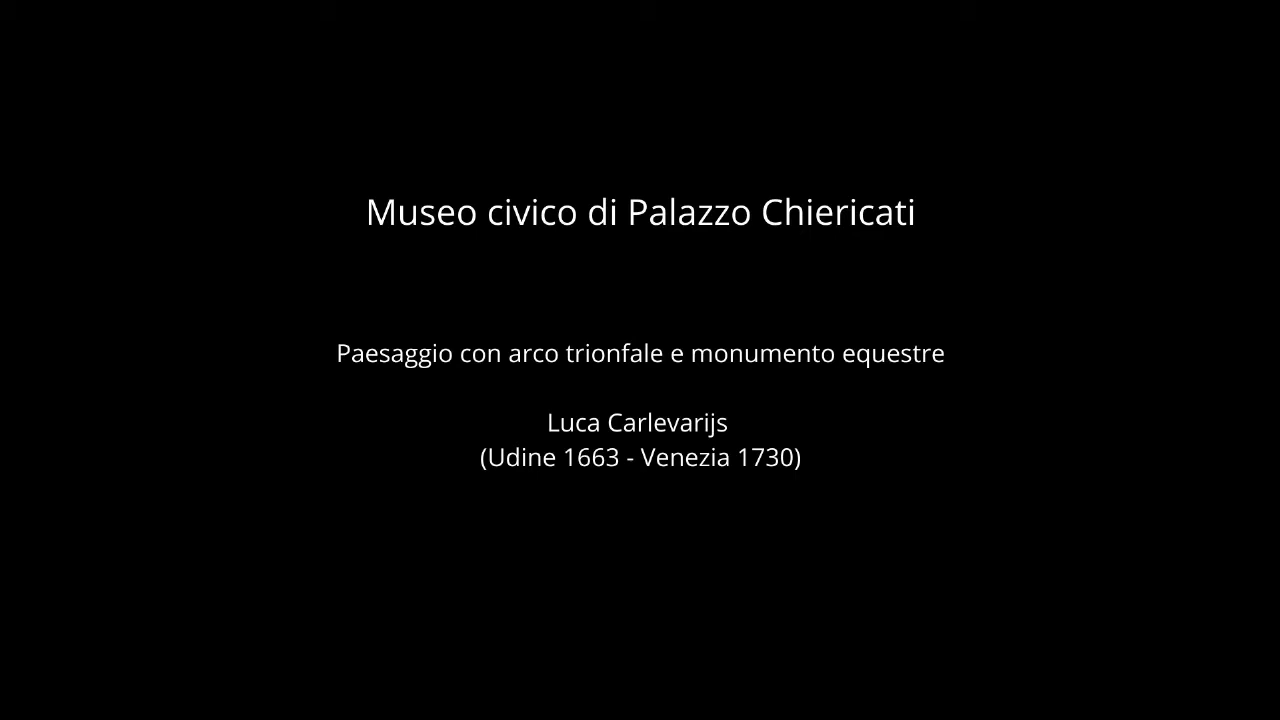 Museo civico di Palazzo Chiericati
Paesaggio con arco trionfale e monumento equestre
Luca Carlevarijs
(Udine 1663 - Venezia 1730)